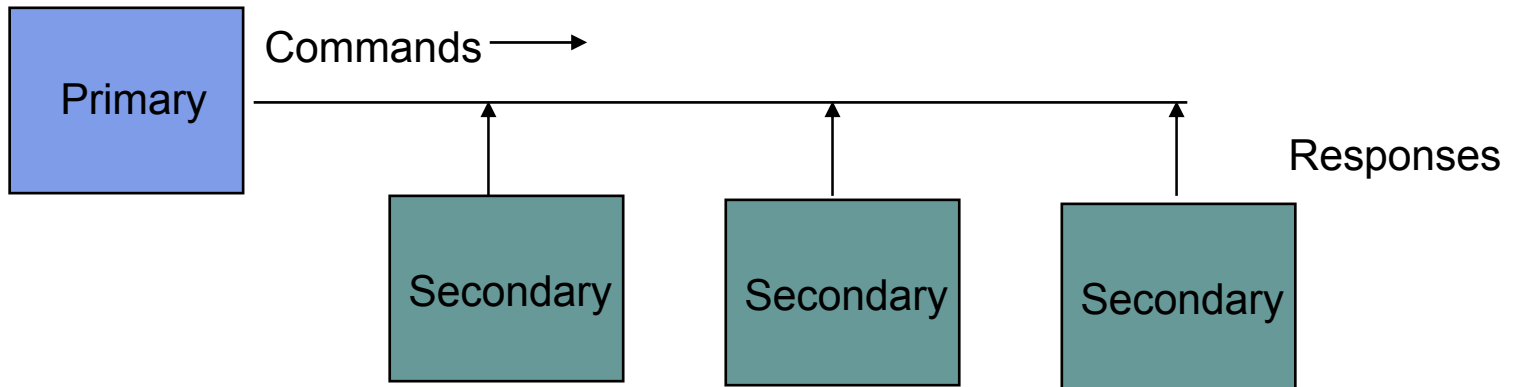 Commands
Primary
Responses
Secondary
Secondary
Secondary